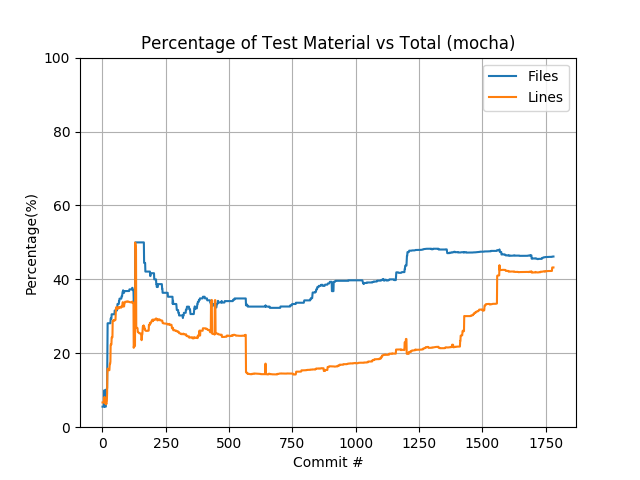 Percentage of Test Material vs Total (mocha)
Files
Lines
100
80
60
40
20
0
Percentage(%)
0 250 500 750 1000 1250 1500 1750
Commit #